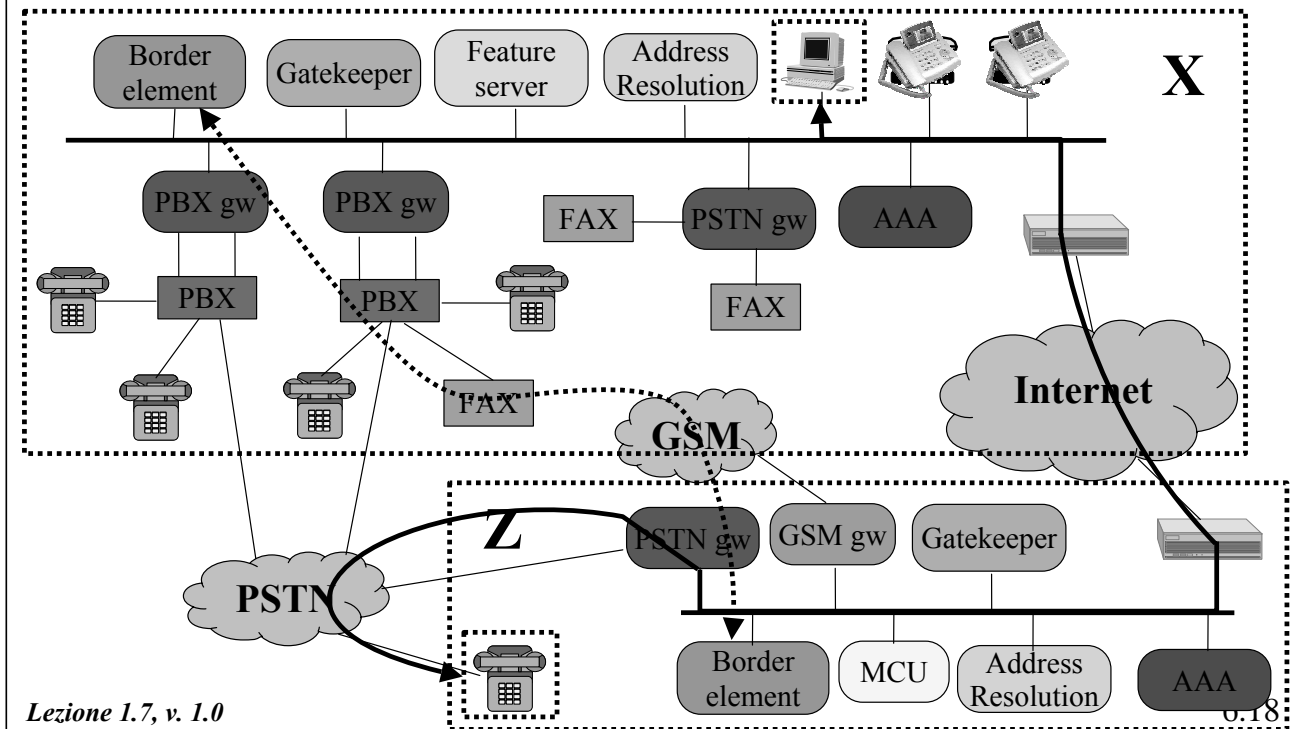 Border
element
Gatekeeper
Feature
server
Address
Resolution
X
PBX gw
PBX gw
FAX
PSTN gw
AAA
PBX
PBX
FAX
FAX
Internet
GSM
Z
PSTN gw
GSM gw
Gatekeeper
PSTN
Border
element
MCU
Address
Resolution
AAA
Lezione 1.7, v. 1.0
6.18